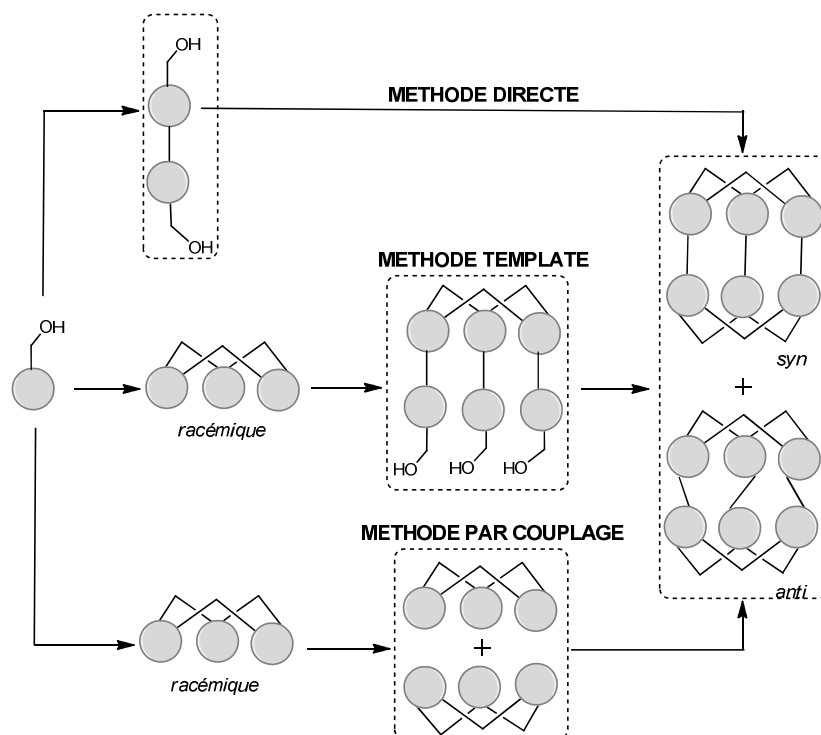 OH
METHODE DIRECTE
OH
METHODE TEMPLATE
syn
OH
+
racémique
HO
HO
HO
METHODE PAR COUPLAGE
anti
+
racémique